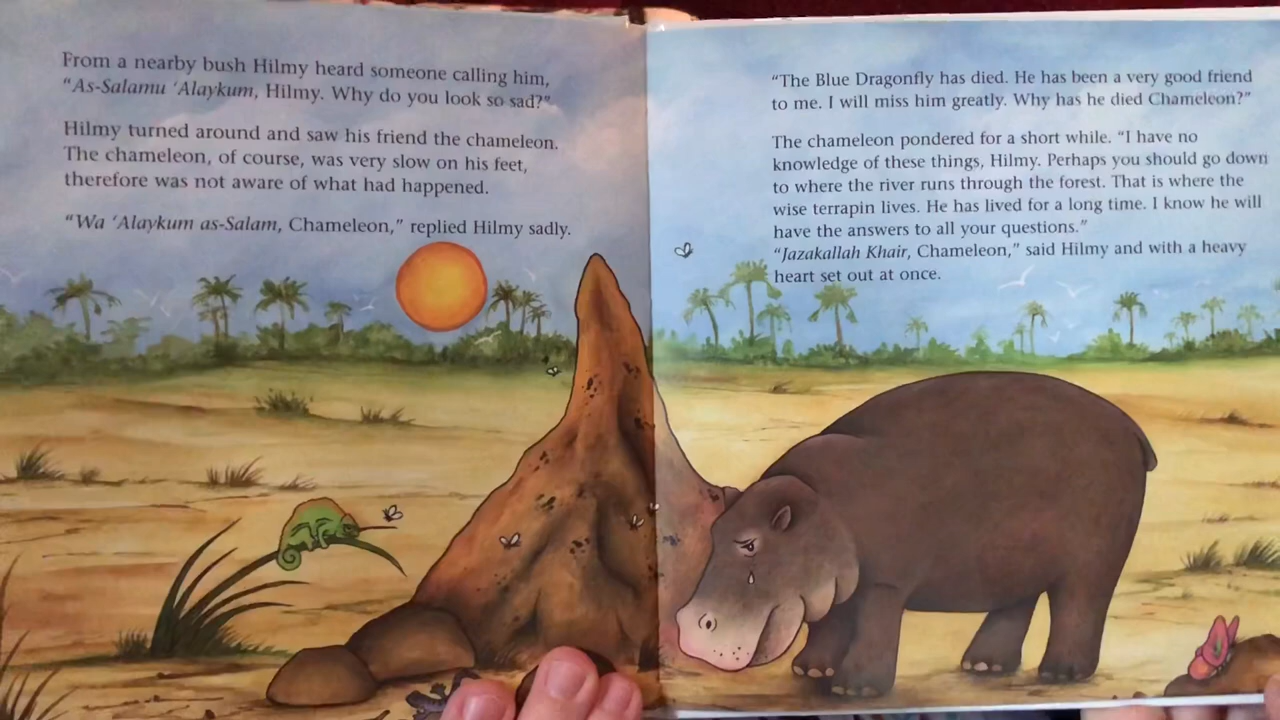 From a nearby bush Hilmy heard someone calling him,
“As-Salamu ‘Alaykum, Hilmy. Why do you look so sad?”
Hilmy turned around and saw his friend the chameleon.
The chameleon, of course, was very slow on his feet,
therefore was not aware of what had happened.
“Wa ‘Alaykum as-Salam, Chameleon,” replied Hilmy sadly.
“The Blue Dragonfly has died. He has been a very good friend
to me. I will miss him greatly. Why has he died Chameleon?”
The chameleon pondered for a short while. “I have no
knowledge of these things, Hilmy. Perhaps you should go down
to where the river runs through the forest. That is where the
wise terrapin lives. He has lived for a long time. I know he will
have the answers to all your questions.”
“Jazakallah Khair, Chameleon,” said Hilmy and with a heavy
heart set out at once.